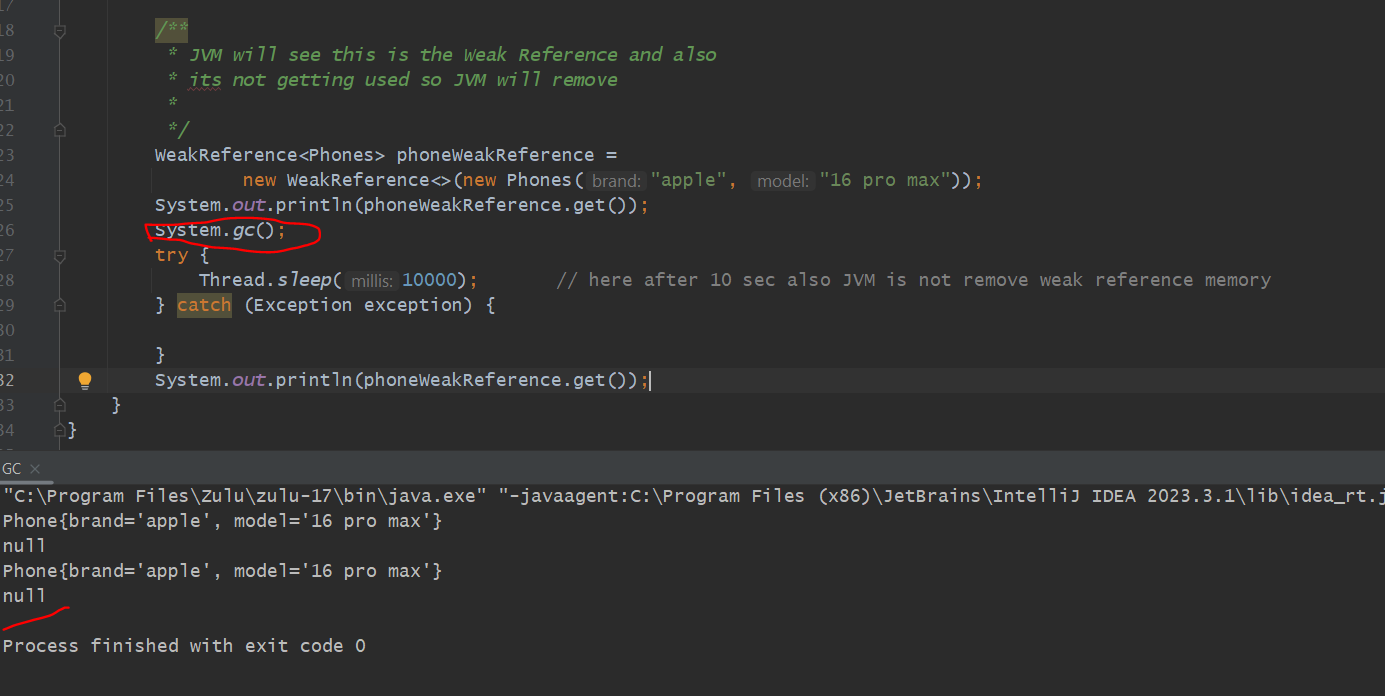 17
18 /**
19 * JVM will see this is the Weak Reference and also
20 * its not getting used so JVM will remove
21 *
22 */
23 WeakReference<Phones> phoneWeakReference =
24 new WeakReference<>(new Phones( brand: "apple", model: "16 pro max"));
25 System.out.println(phoneWeakReference.get());
26 System.gc();
27 try {
28 Thread.sleep( millis: 10000); // here after 10 sec also JVM is not remove weak reference memory
29 } catch (Exception exception) {
30
31 }
32 System.out.println(phoneWeakReference.get());
33 }
34 }
GC ×
"C:\Program Files\Zulu\zulu-17\bin\java.exe" "-javaagent:C:\Program Files (x86)\JetBrains\IntelliJ IDEA 2023.3.1\lib\idea_rt.j
Phone{brand='apple', model='16 pro max'}
null
Phone{brand='apple', model='16 pro max'}
null
Process finished with exit code 0